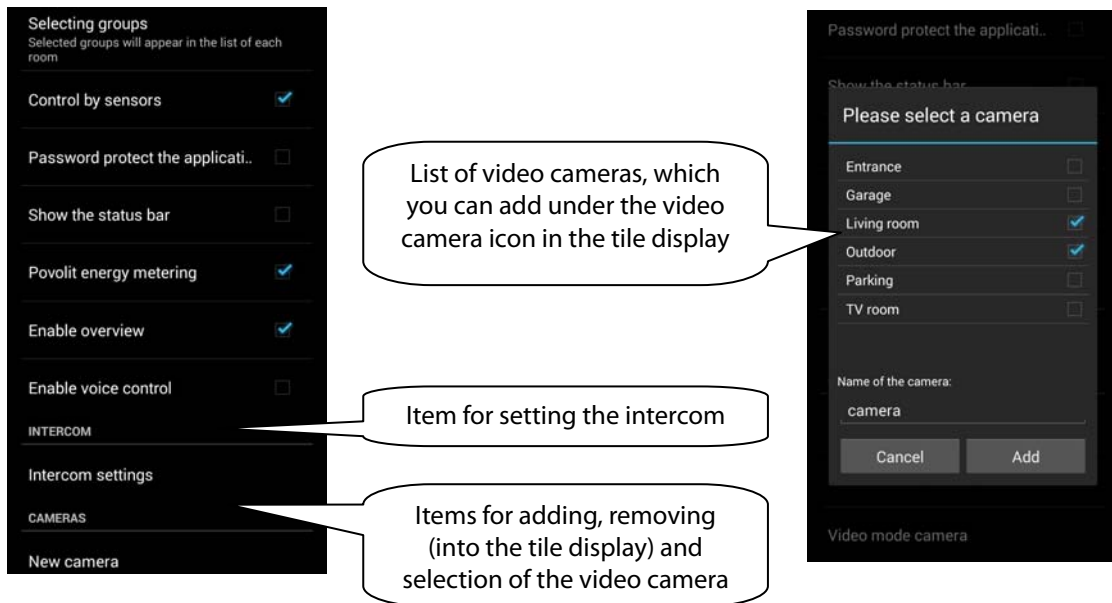 Selecting groups
Selected groups will appear in the list of each
room
Control by sensors
Password protect the applicati..
Show the status bar
Povolit energy metering
Enable overview
Enable voice control
INTERCOM
Intercom settings
CAMERAS
New camera
List of video cameras, which
you can add under the video
camera icon in the tile display
Item for setting the intercom
Items for adding, removing
(into the tile display) and
selection of the video camera
Password protect the applicati..
Show the status bar
Please select a camera
Entrance
Garage
Living room
Outdoor
Parking
TV room
Name of the camera:
camera
Cancel Add
Video mode camera